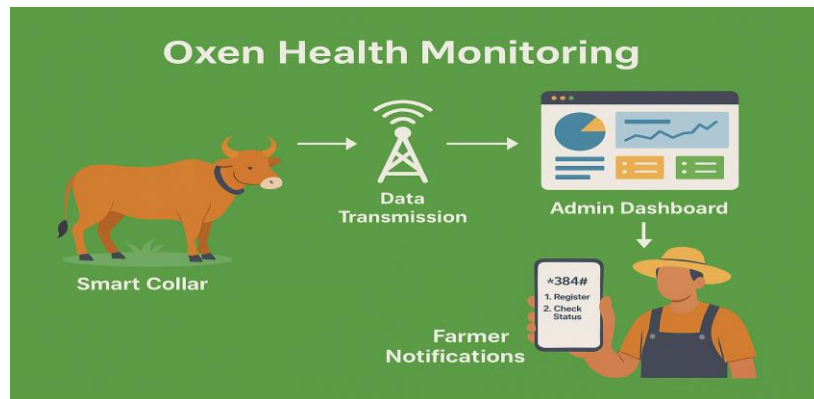 Oxen Health Monitoring
Smart Collar
Data
Transmission
Admin Dashboard
*384#
1. Register
2. Check
Status
Farmer
Notifications